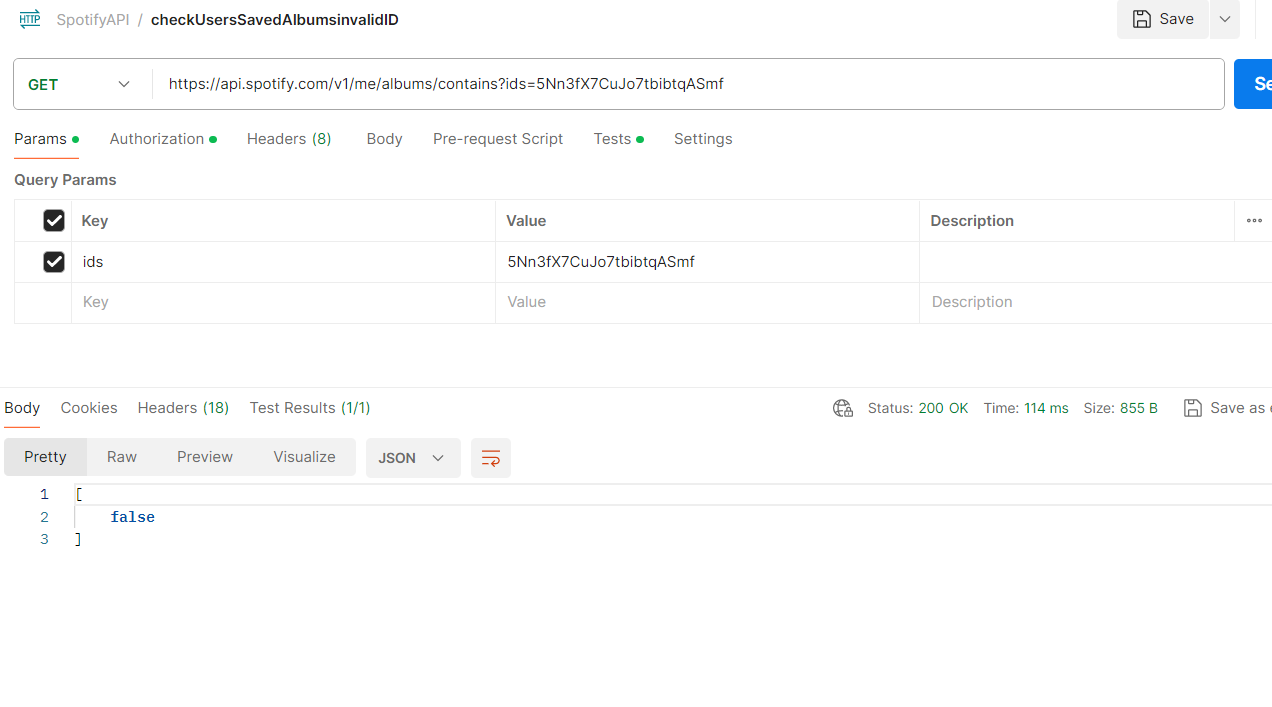 HTTP SpotifyAPI / checkUsersSavedAlbumsinvalidID Save
GET https://api.spotify.com/v1/me/albums/contains?ids=5Nn3fX7CuJo7tbibtqASmf Se
Params Authorization Headers (8) Body Pre-request Script Tests Settings
Query Params
Key Value Description
ids 5Nn3fX7CuJo7tbibtqASmf
Key Value Description
Body Cookies Headers (18) Test Results (1/1) Status: 200 OK Time: 114 ms Size: 855 B Save as e
Pretty Raw Preview Visualize JSON
1 [
2 false
3 ]